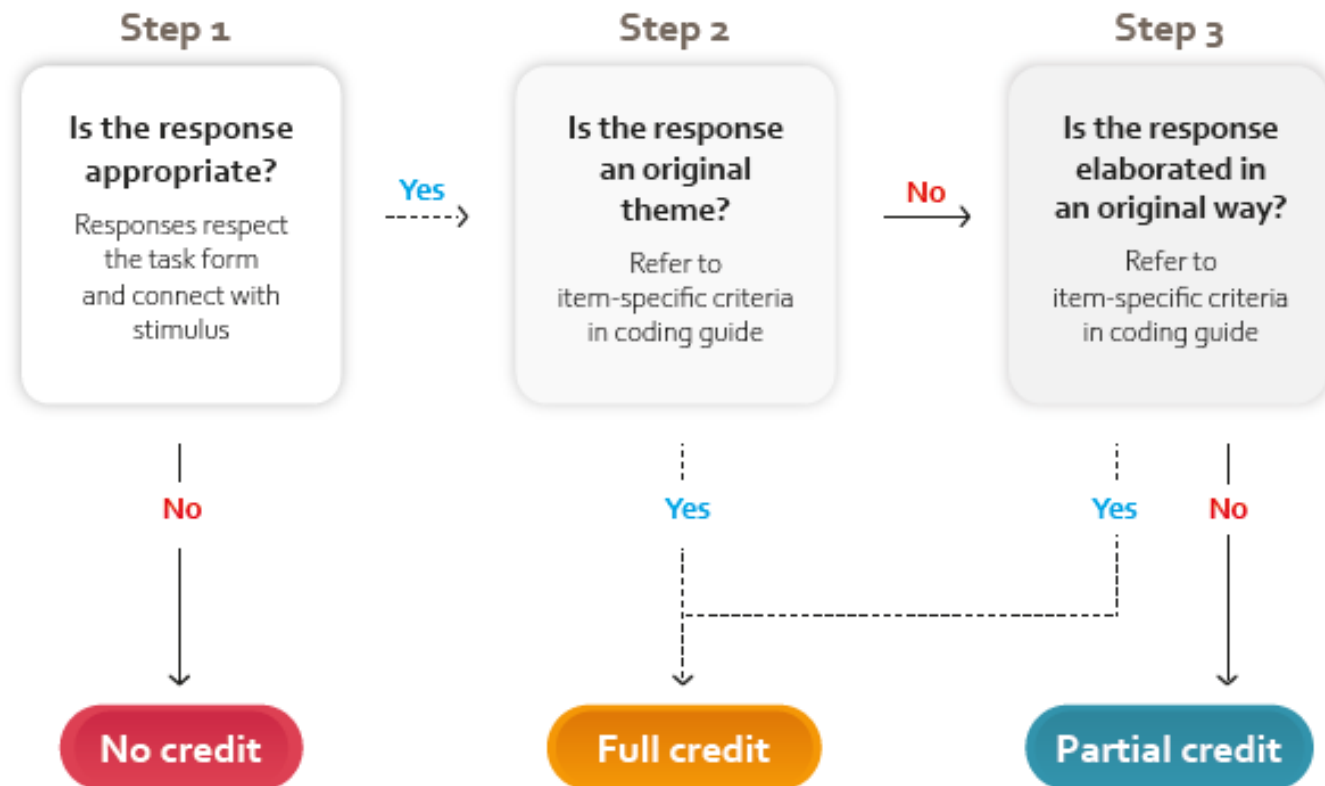 Step 1
Is the response
appropriate?
Responses respect
the task form
and connect with
stimulus
Yes
Step 2
Is the response
an original
theme?
Refer to
item-specific criteria
in coding guide
No
Step 3
Is the response
elaborated in
an original way?
Refer to
item-specific criteria
in coding guide
No
Yes
Yes
No
No credit
Full credit
Partial credit